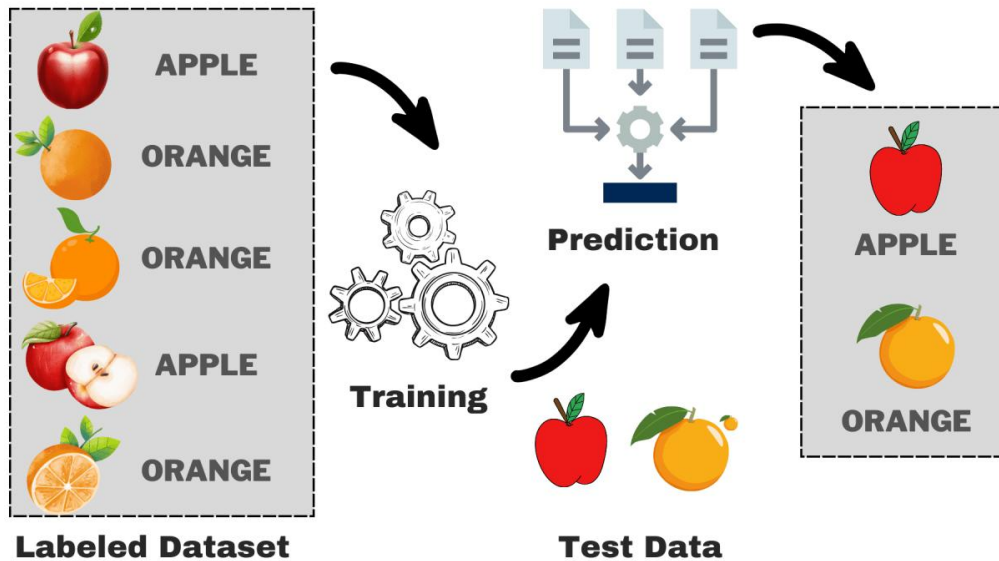 APPLE
ORANGE
ORANGE
APPLE
ORANGE
Labeled Dataset
Training
Prediction
Test Data
APPLE
ORANGE